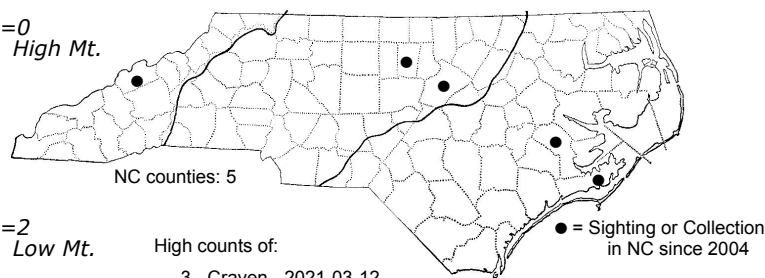 =0
High Mt.
NC counties: 5
=2
Low Mt.
High counts of:
3 - Craven - 2021-03-12
● = Sighting or Collection
in NC since 2004